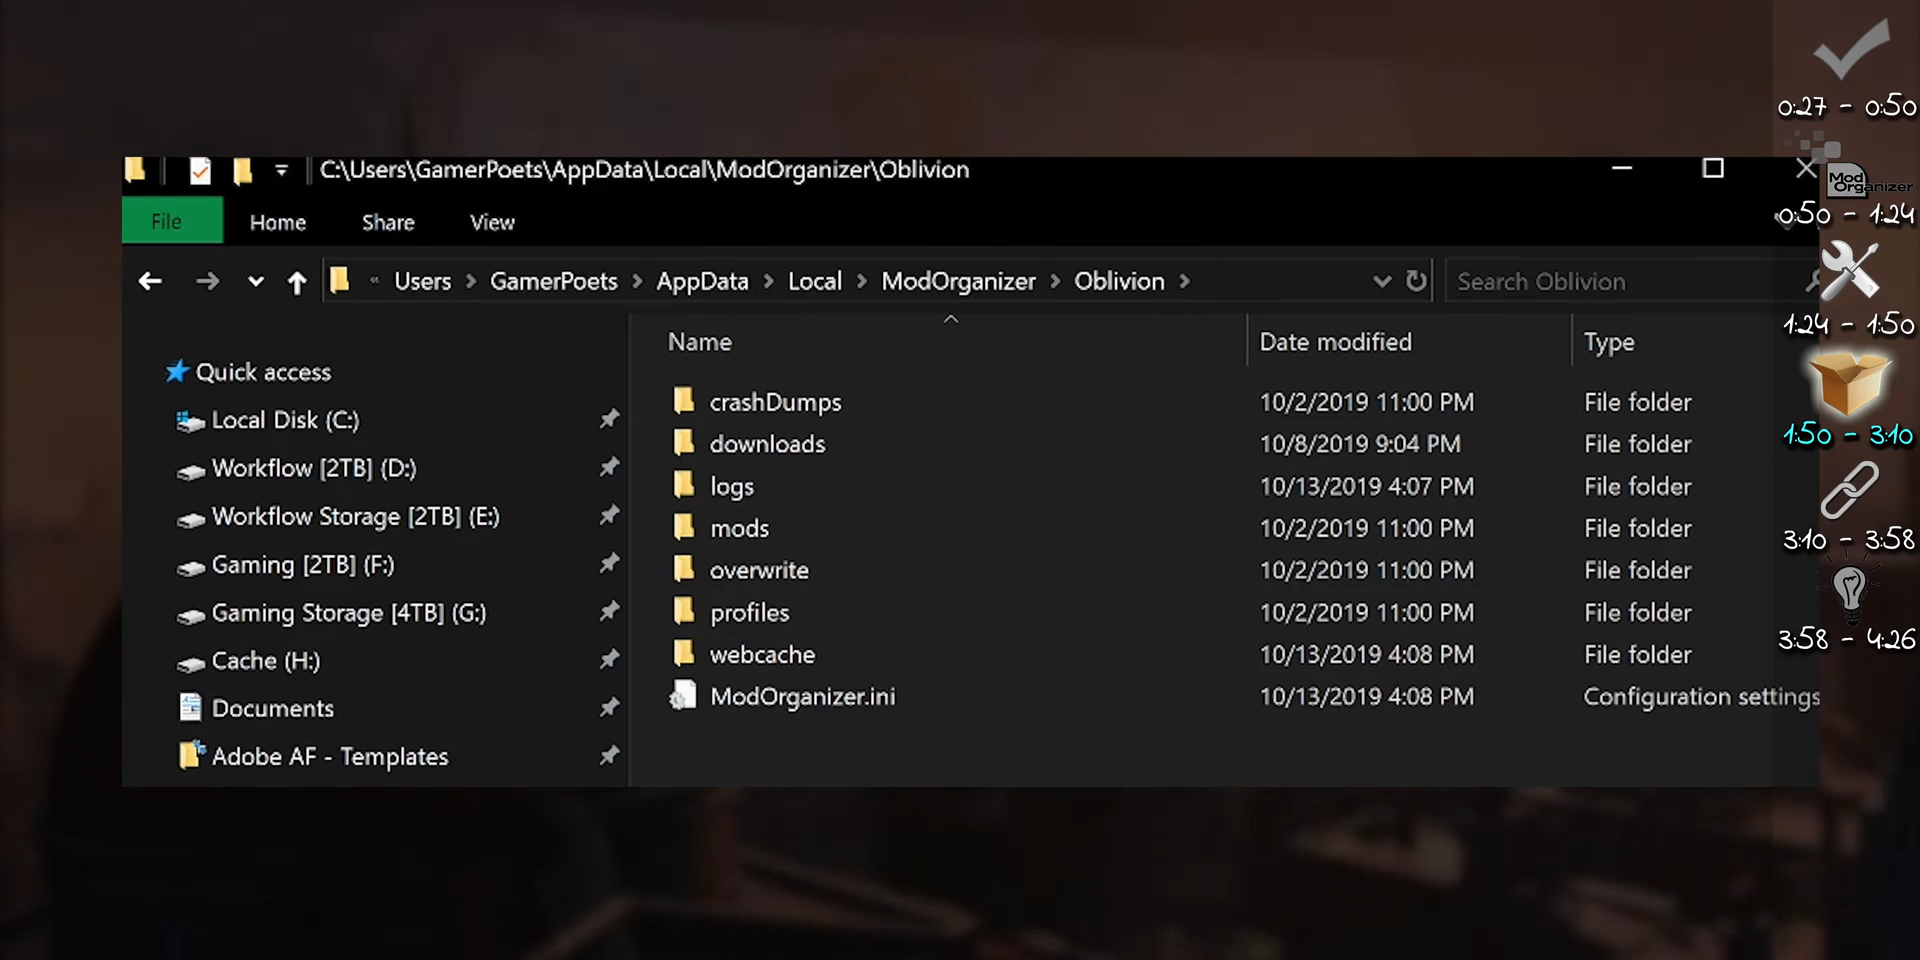 C:\Users\GamerPoets\AppData\Local\ModOrganizer\Oblivion
File Home Share View
« Users > GamerPoets > AppData > Local > ModOrganizer > Oblivion >
Search Oblivion
Name Date modified Type
Quick access
Local Disk (C:)
Workflow [2TB] (D:)
Workflow Storage [2TB] (E:)
Gaming [2TB] (F:)
Gaming Storage [4TB] (G:)
Cache (H:)
Documents
Adobe AF - Templates
crashDumps 10/2/2019 11:00 PM File folder
downloads 10/8/2019 9:04 PM File folder
logs 10/13/2019 4:07 PM File folder
mods 10/2/2019 11:00 PM File folder
overwrite 10/2/2019 11:00 PM File folder
profiles 10/2/2019 11:00 PM File folder
webcache 10/13/2019 4:08 PM File folder
ModOrganizer.ini 10/13/2019 4:08 PM Configuration settings
0:27 - 0:50
Mod
Organizer
0:50 - 1:24
1:24 - 1:50
1:50 - 3:10
3:10 - 3:58
3:58 - 4:26